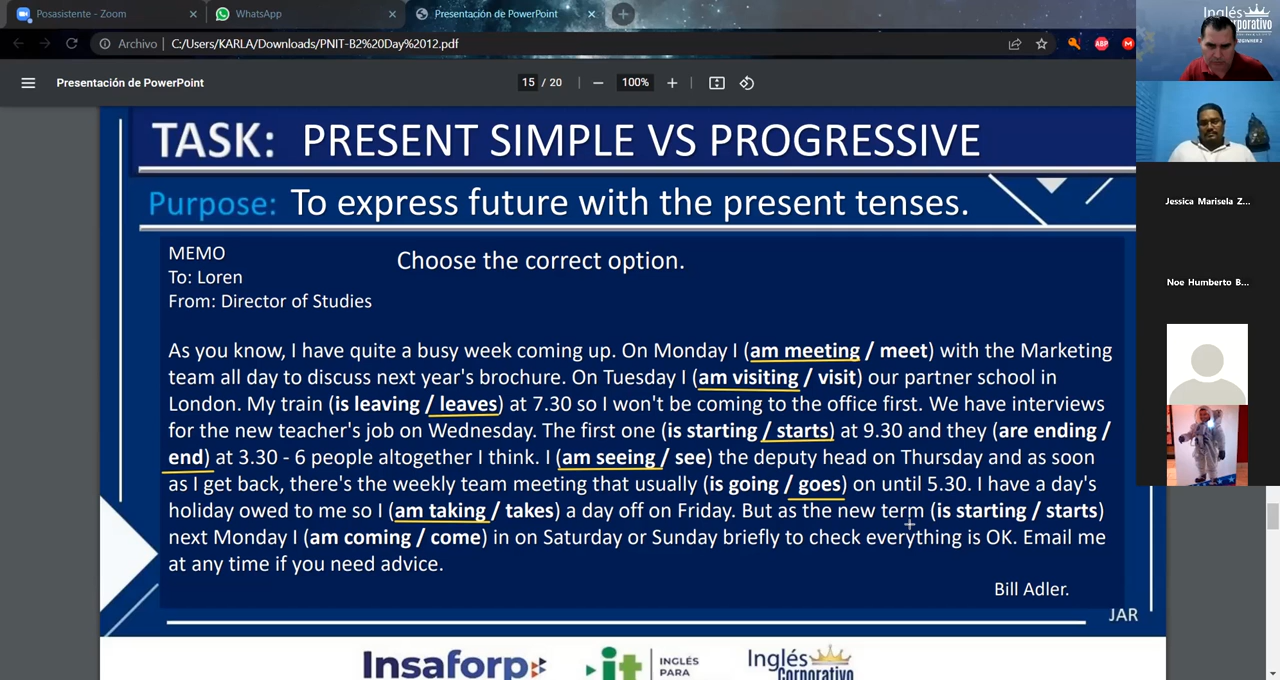 Posasistente - Zoom
WhatsApp
Presentación de PowerPoint
Archivo | C:/Users/KARLA/Downloads/PNIT-B2%20Day%2012.pdf
ABP
M
Presentación de PowerPoint
15 / 20
100%
TASK: PRESENT SIMPLE VS PROGRESSIVE
Purpose: To express future with the present tenses.
MEMO
Choose the correct option.
To: Loren
From: Director of Studies
As you know, I have quite a busy week coming up. On Monday I (am meeting / meet) with the Marketing
team all day to discuss next year's brochure. On Tuesday I (am visiting / visit) our partner school in
London. My train (is leaving / leaves) at 7.30 so I won't be coming to the office first. We have interviews
for the new teacher's job on Wednesday. The first one (is starting / starts) at 9.30 and they (are ending /
end) at 3.30 - 6 people altogether I think. I (am seeing / see) the deputy head on Thursday and as soon
as I get back, there's the weekly team meeting that usually (is going / goes) on until 5.30. I have a day's
holiday owed to me so I (am taking / takes) a day off on Friday. But as the new term (is starting / starts)
next Monday I (am coming / come) in on Saturday or Sunday briefly to check everything is OK. Email me
at any time if you need advice.
Bill Adler.
JAR
Insaforp
it
INGLÉS
PARA
Inglés
Corporativo
Inglés
Corporativo
Jessica Marisela Z...
Noe Humberto B...